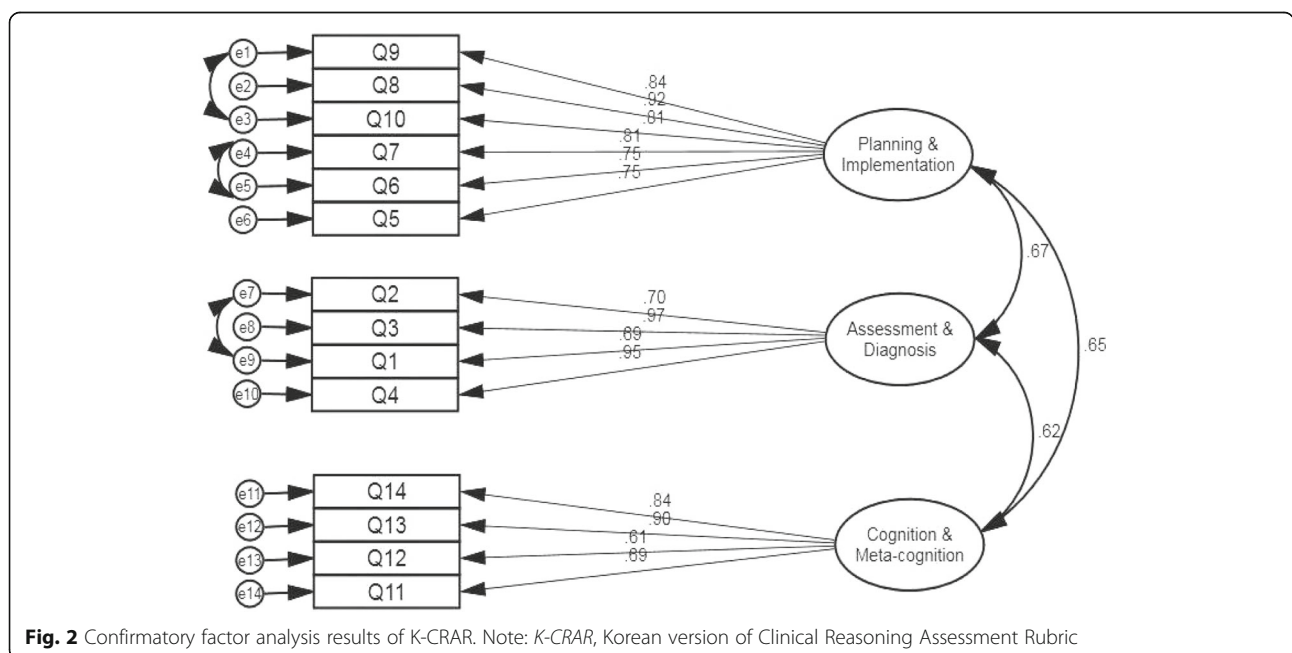 e1
Q9
e2
Q8
e3
Q10
e4
Q7
e5
Q6
e6
Q5
.84
.92
.81
.81
.75
.75
Planning &
Implementation
.67
e7
Q2
e8
Q3
e9
Q1
e10
Q4
.70
.97
.69
.95
Assessment &
Diagnosis
.65
.62
e11
Q14
e12
Q13
e13
Q12
e14
Q11
.84
.90
.61
.69
Cognition &
Meta-cognition
Fig. 2 Confirmatory factor analysis results of K-CRAR. Note: K-CRAR, Korean version of Clinical Reasoning Assessment Rubric